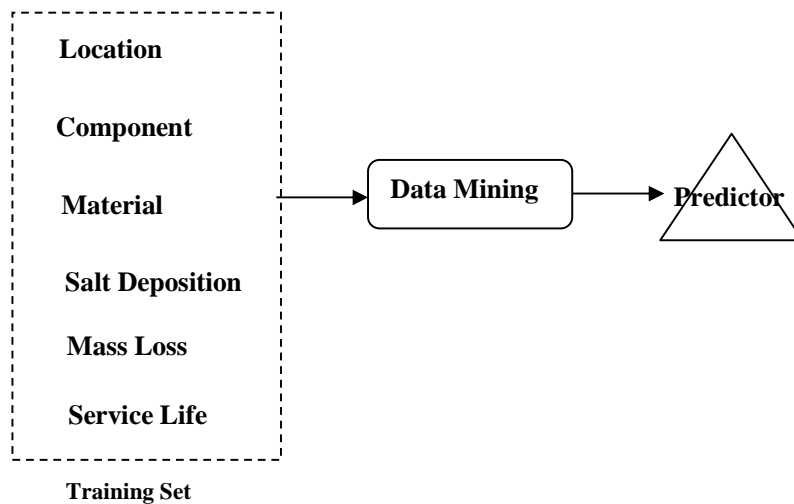 Location
Component
Material
Salt Deposition
Mass Loss
Service Life
Training Set
Data Mining
Predictor